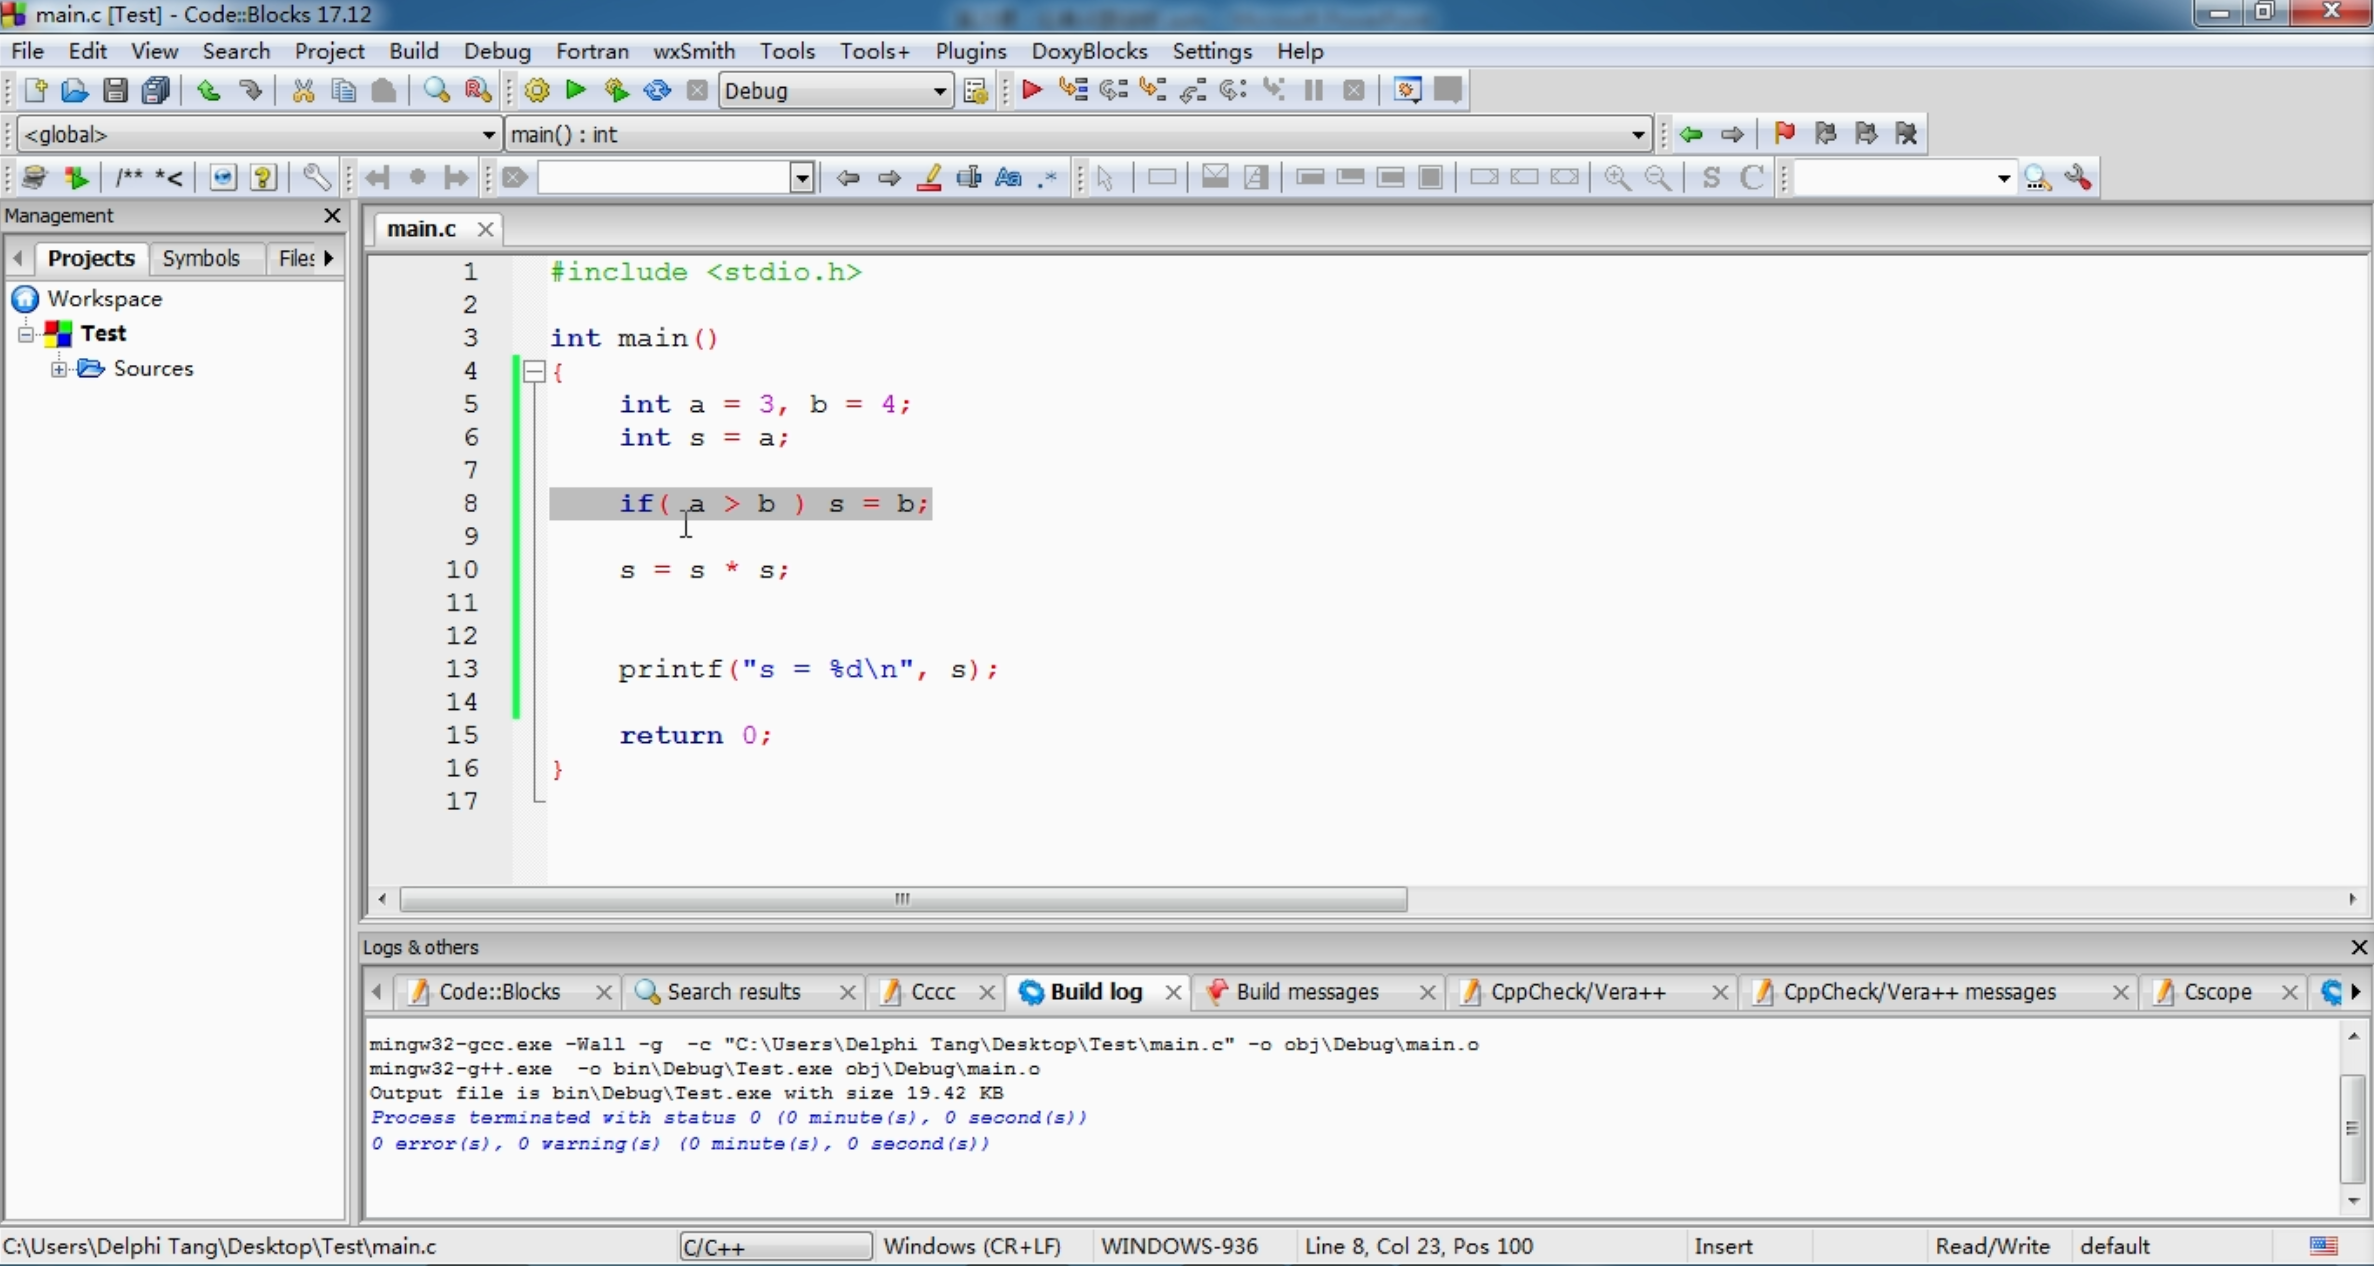 main.c [Test] - Code::Blocks 17.12
File Edit View Search Project Build Debug Fortran wxSmith Tools Tools+ Plugins DoxyBlocks Settings Help
Debug
<global> main() : int
/** *<
S C
Management
Projects Symbols Files
Workspace
Test
Sources
main.c
1 #include <stdio.h>
2
3 int main()
4 {
5 int a = 3, b = 4;
6 int s = a;
7
8 if( a > b ) s = b;
9
10 s = s * s;
11
12
13 printf("s = %d\n", s);
14
15 return 0;
16 }
17
Logs & others
Code::Blocks Search results Cccc Build log Build messages CppCheck/Vera++ CppCheck/Vera++ messages Cscope
mingw32-gcc.exe -Wall -g -c "C:\Users\Delphi Tang\Desktop\Test\main.c" -o obj\Debug\main.o
mingw32-g++.exe -o bin\Debug\Test.exe obj\Debug\main.o
Output file is bin\Debug\Test.exe with size 19.42 KB
Process terminated with status 0 (0 minute(s), 0 second(s))
0 error(s), 0 warning(s) (0 minute(s), 0 second(s))
C:\Users\Delphi Tang\Desktop\Test\main.c C/C++ Windows (CR+LF) WINDOWS-936 Line 8, Col 23, Pos 100 Insert Read/Write default